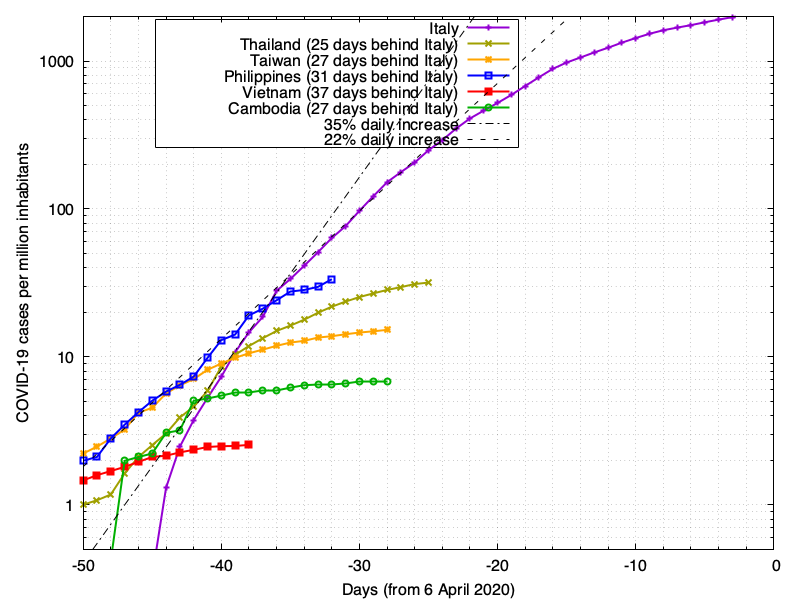 Italy
Thailand (25 days behind Italy)
Taiwan (27 days behind Italy)
Philippines (31 days behind Italy)
Vietnam (37 days behind Italy)
Cambodia (27 days behind Italy)
35% daily increase
22% daily increase
COVID-19 cases per million inhabitants
1000
100
10
1
-50
-40
-30
-20
-10
0
Days (from 6 April 2020)